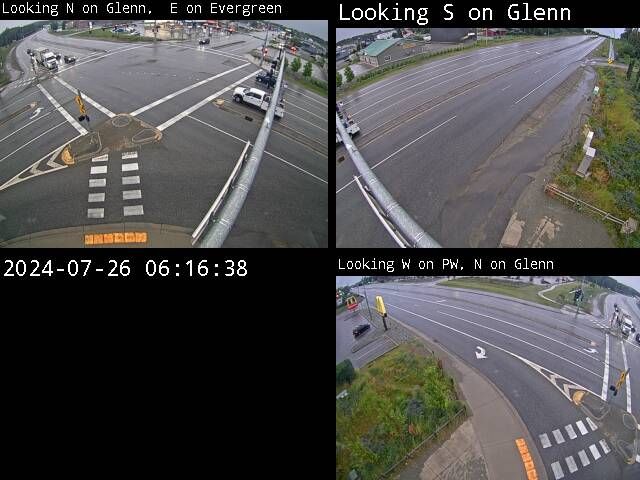 Looking N on Glenn, E on Evergreen
Looking S on Glenn
2024-07-26 06:16:38
Looking W on PW, N on Glenn